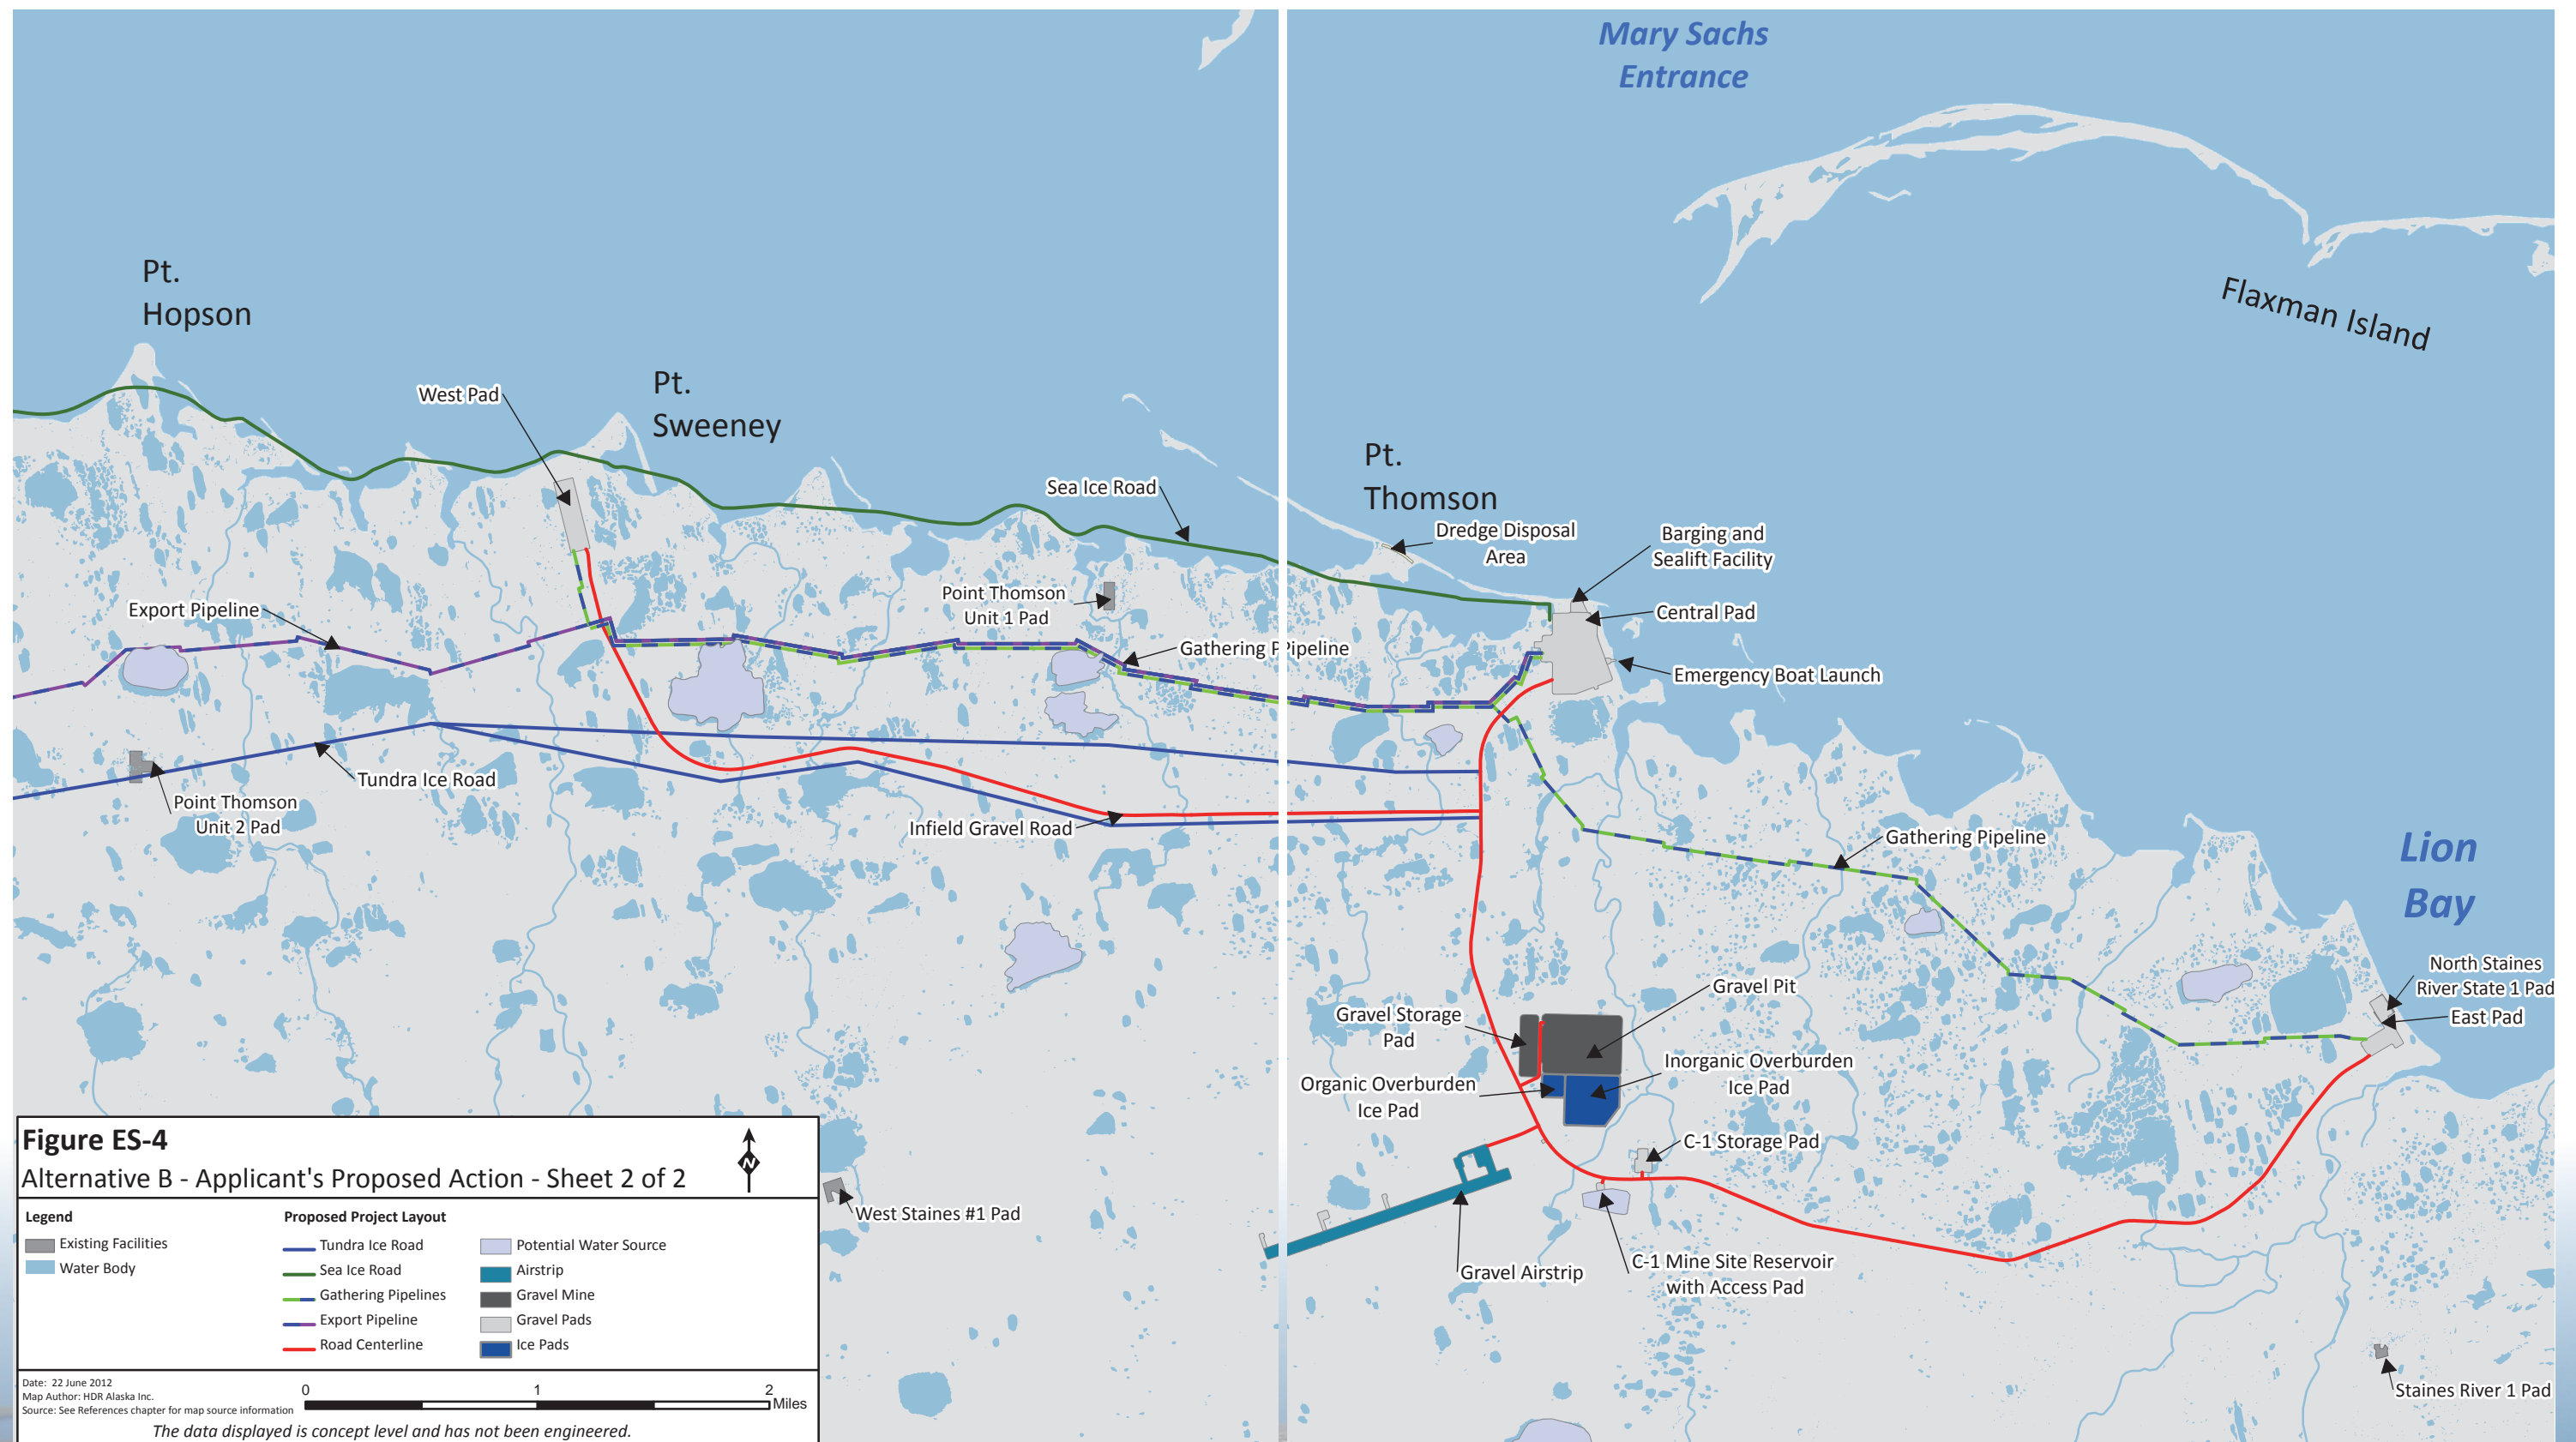 Mary Sachs
Entrance
Flaxman Island
Pt.
Hopson
West Pad
Pt.
Sweeney
Sea Ice Road
Pt.
Thomson
Dredge Disposal
Area
Barging and
Sealift Facility
Central Pad
Emergency Boat Launch
Export Pipeline
Point Thomson
Unit 1 Pad
Gathering P
Pipeline
Tundra Ice Road
Point Thomson
Unit 2 Pad
Infield Gravel Road
Gathering Pipeline
Lion
Bay
North Staines
River State 1 Pad
East Pad
Gravel Pit
Gravel Storage
Pad
Inorganic Overburden
Ice Pad
Organic Overburden
Ice Pad
C-1 Storage Pad
West Staines #1 Pad
Gravel Airstrip
C-1 Mine Site Reservoir
with Access Pad
Staines River 1 Pad
Figure ES-4
Alternative B - Applicant's Proposed Action - Sheet 2 of 2
N
Legend
Existing Facilities
Water Body
Proposed Project Layout
Tundra Ice Road
Sea Ice Road
Gathering Pipelines
Export Pipeline
Road Centerline
Potential Water Source
Airstrip
Gravel Mine
Gravel Pads
Ice Pads
Date: 22 June 2012
Map Author: HDR Alaska Inc.
Source: See References chapter for map source information
0 1 2
Miles
The data displayed is concept level and has not been engineered.